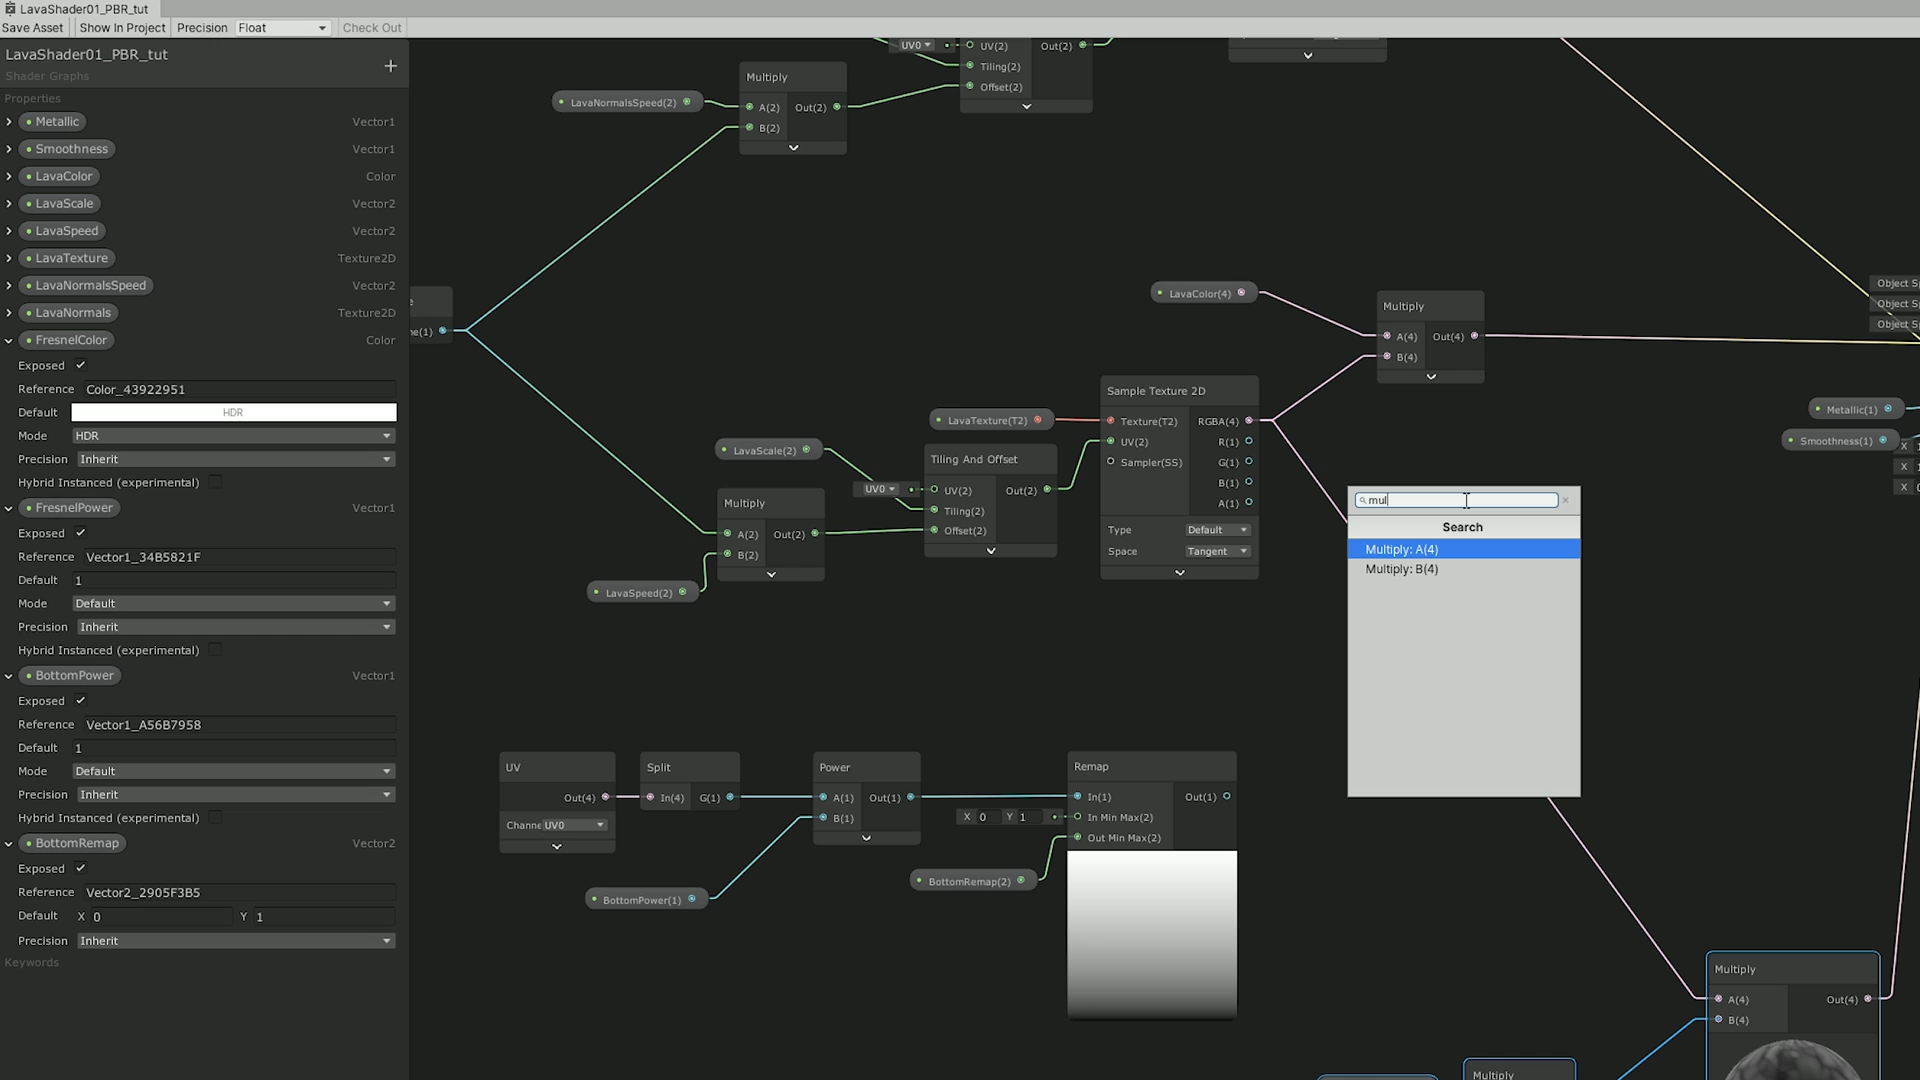 LavaShader01_PBR_tut
Save Asset Show In Project Precision Float Check Out
LavaShader01_PBR_tut
Shader Graphs
Properties
Metallic Vector1
Smoothness Vector1
LavaColor Color
LavaScale Vector2
LavaSpeed Vector2
LavaTexture Texture2D
LavaNormalsSpeed Vector2
LavaNormals Texture2D
FresnelColor Color
Exposed
Reference Color_43922951
Default HDR
Mode HDR
Precision Inherit
Hybrid Instanced (experimental)
FresnelPower Vector1
Exposed
Reference Vector1_34B5821F
Default 1
Mode Default
Precision Inherit
Hybrid Instanced (experimental)
BottomPower Vector1
Exposed
Reference Vector1_A56B7958
Default 1
Mode Default
Precision Inherit
Hybrid Instanced (experimental)
BottomRemap Vector2
Exposed
Reference Vector2_2905F3B5
Default X 0 Y 1
Precision Inherit
Keywords
UV0 UV(2) Out(2)
Tiling(2)
Offset(2)
LavaNormalsSpeed(2)
Multiply
A(2) Out(2)
B(2)
LavaColor(4)
Multiply
A(4) Out(4)
B(4)
Sample Texture 2D
LavaTexture(T2)
Texture(T2) RGBA(4)
UV(2) R(1)
Sampler(SS) G(1)
B(1)
A(1)
Type Default
Space Tangent
LavaScale(2)
Tiling And Offset
UV0 UV(2) Out(2)
Tiling(2)
Offset(2)
Multiply
A(2) Out(2)
B(2)
LavaSpeed(2)
Metallic(1)
Smoothness(1)
X
X
X
mul
Search
Multiply: A(4)
Multiply: B(4)
UV
Out(4)
Channe UV0
Split
In(4) G(1)
Power
A(1) Out(1)
B(1)
BottomPower(1)
Remap
In(1) Out(1)
X 0 Y 1 In Min Max(2)
Out Min Max(2)
BottomRemap(2)
Multiply
A(4) Out(4)
B(4)
Multiply